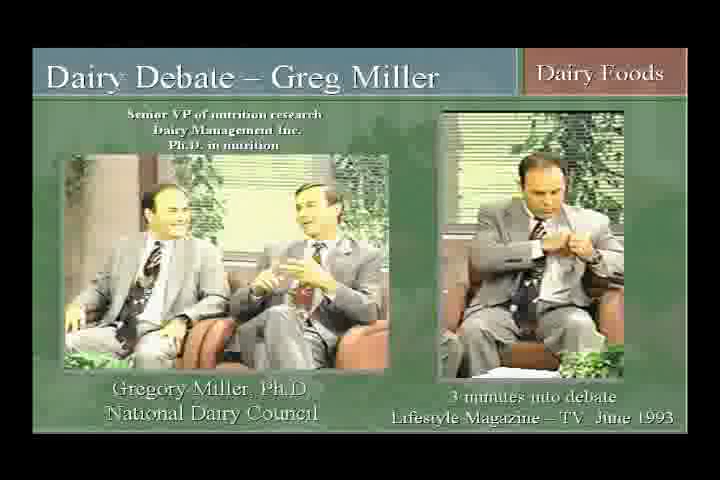 Dairy Debate – Greg Miller
Dairy Foods
Senior VP of nutrition research
Dairy Management Inc.
Ph.D. in nutrition
Gregory Miller, Ph.D
National Dairy Council
3 minutes into debate
Lifestyle Magazine – TV June 1993